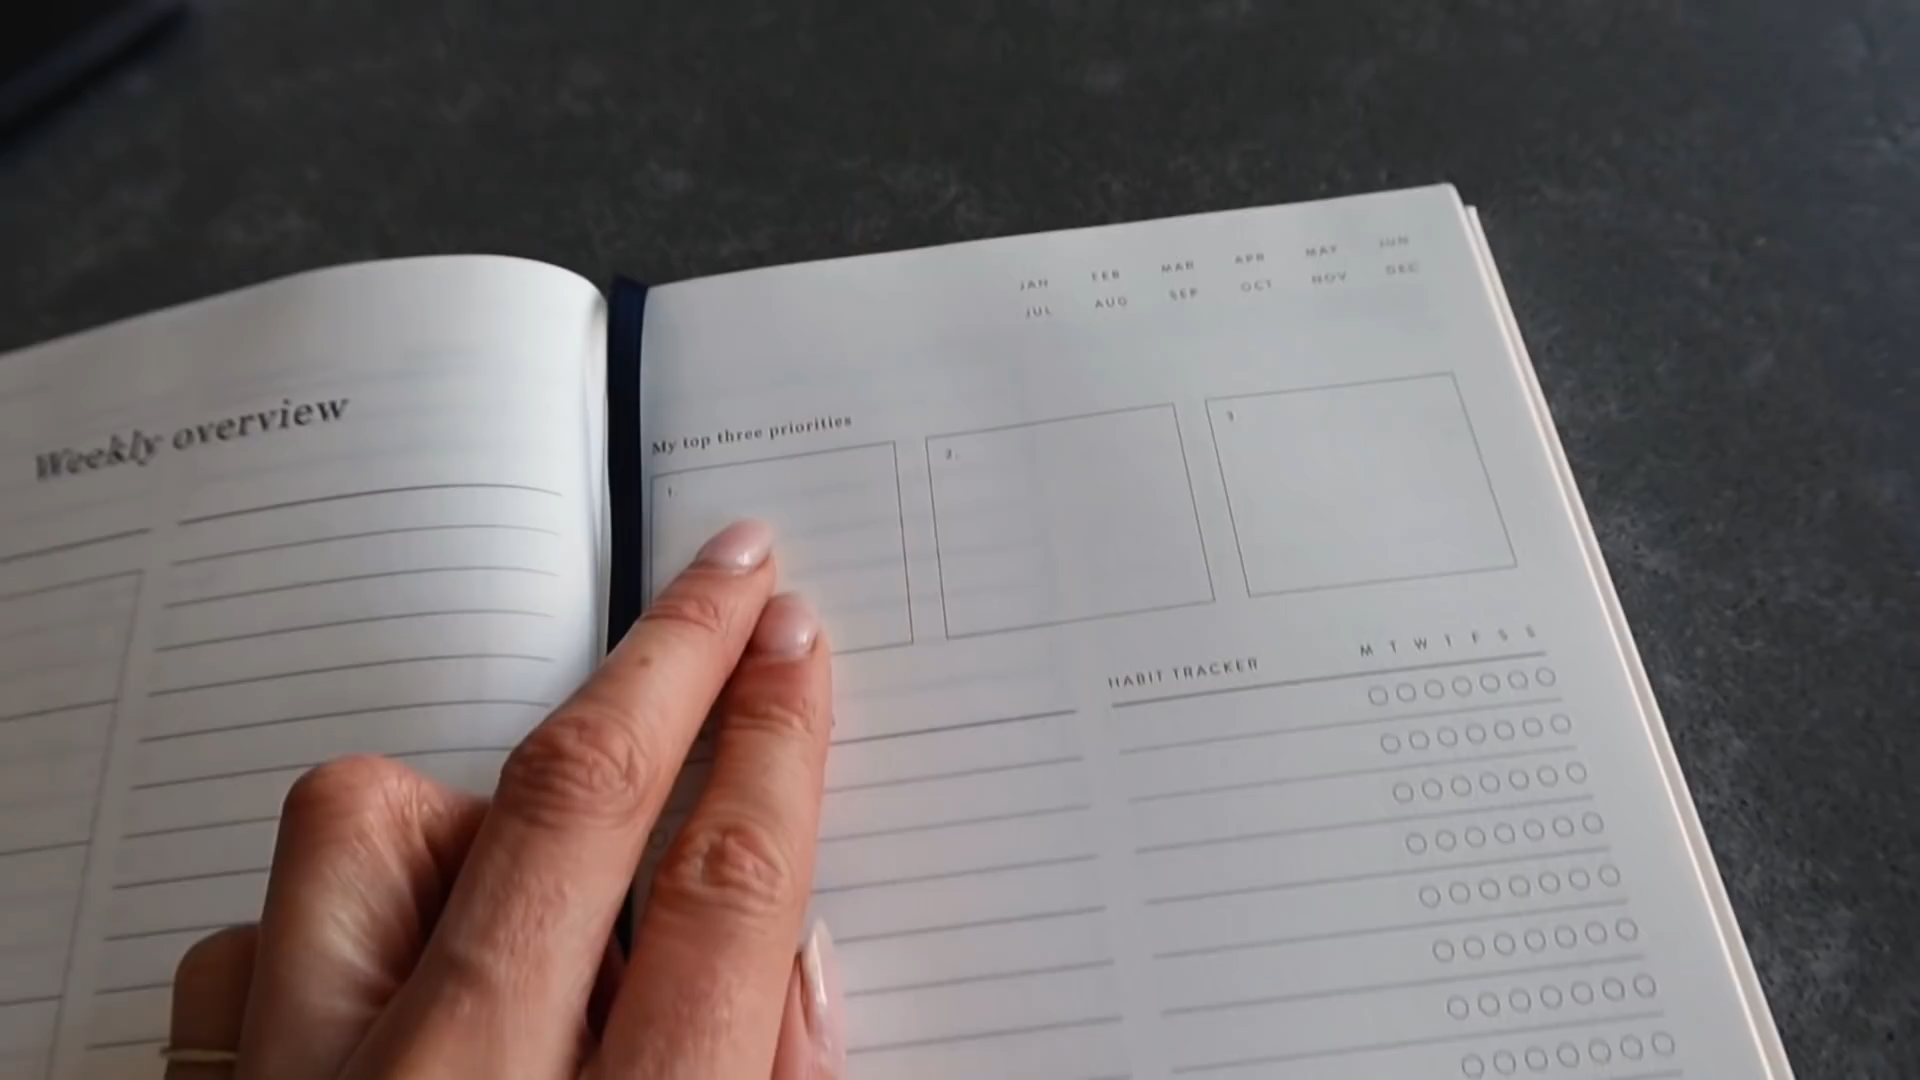 Weekly overview
JAN FEB MAR APR MAY JUN
JUL AUG SEP OCT NOV DEC
My top three priorities
1.
2.
3
HABIT TRACKER M T W T F S S